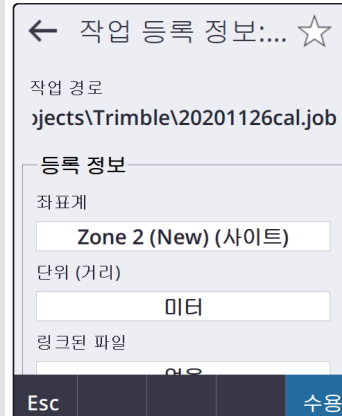 작업 등록 정보:...
작업 경로
jects\Trimble\20201126cal.job
등록 정보
좌표계
Zone 2 (New) (사이트)
단위 (거리)
미터
링크된 파일
Esc
수용